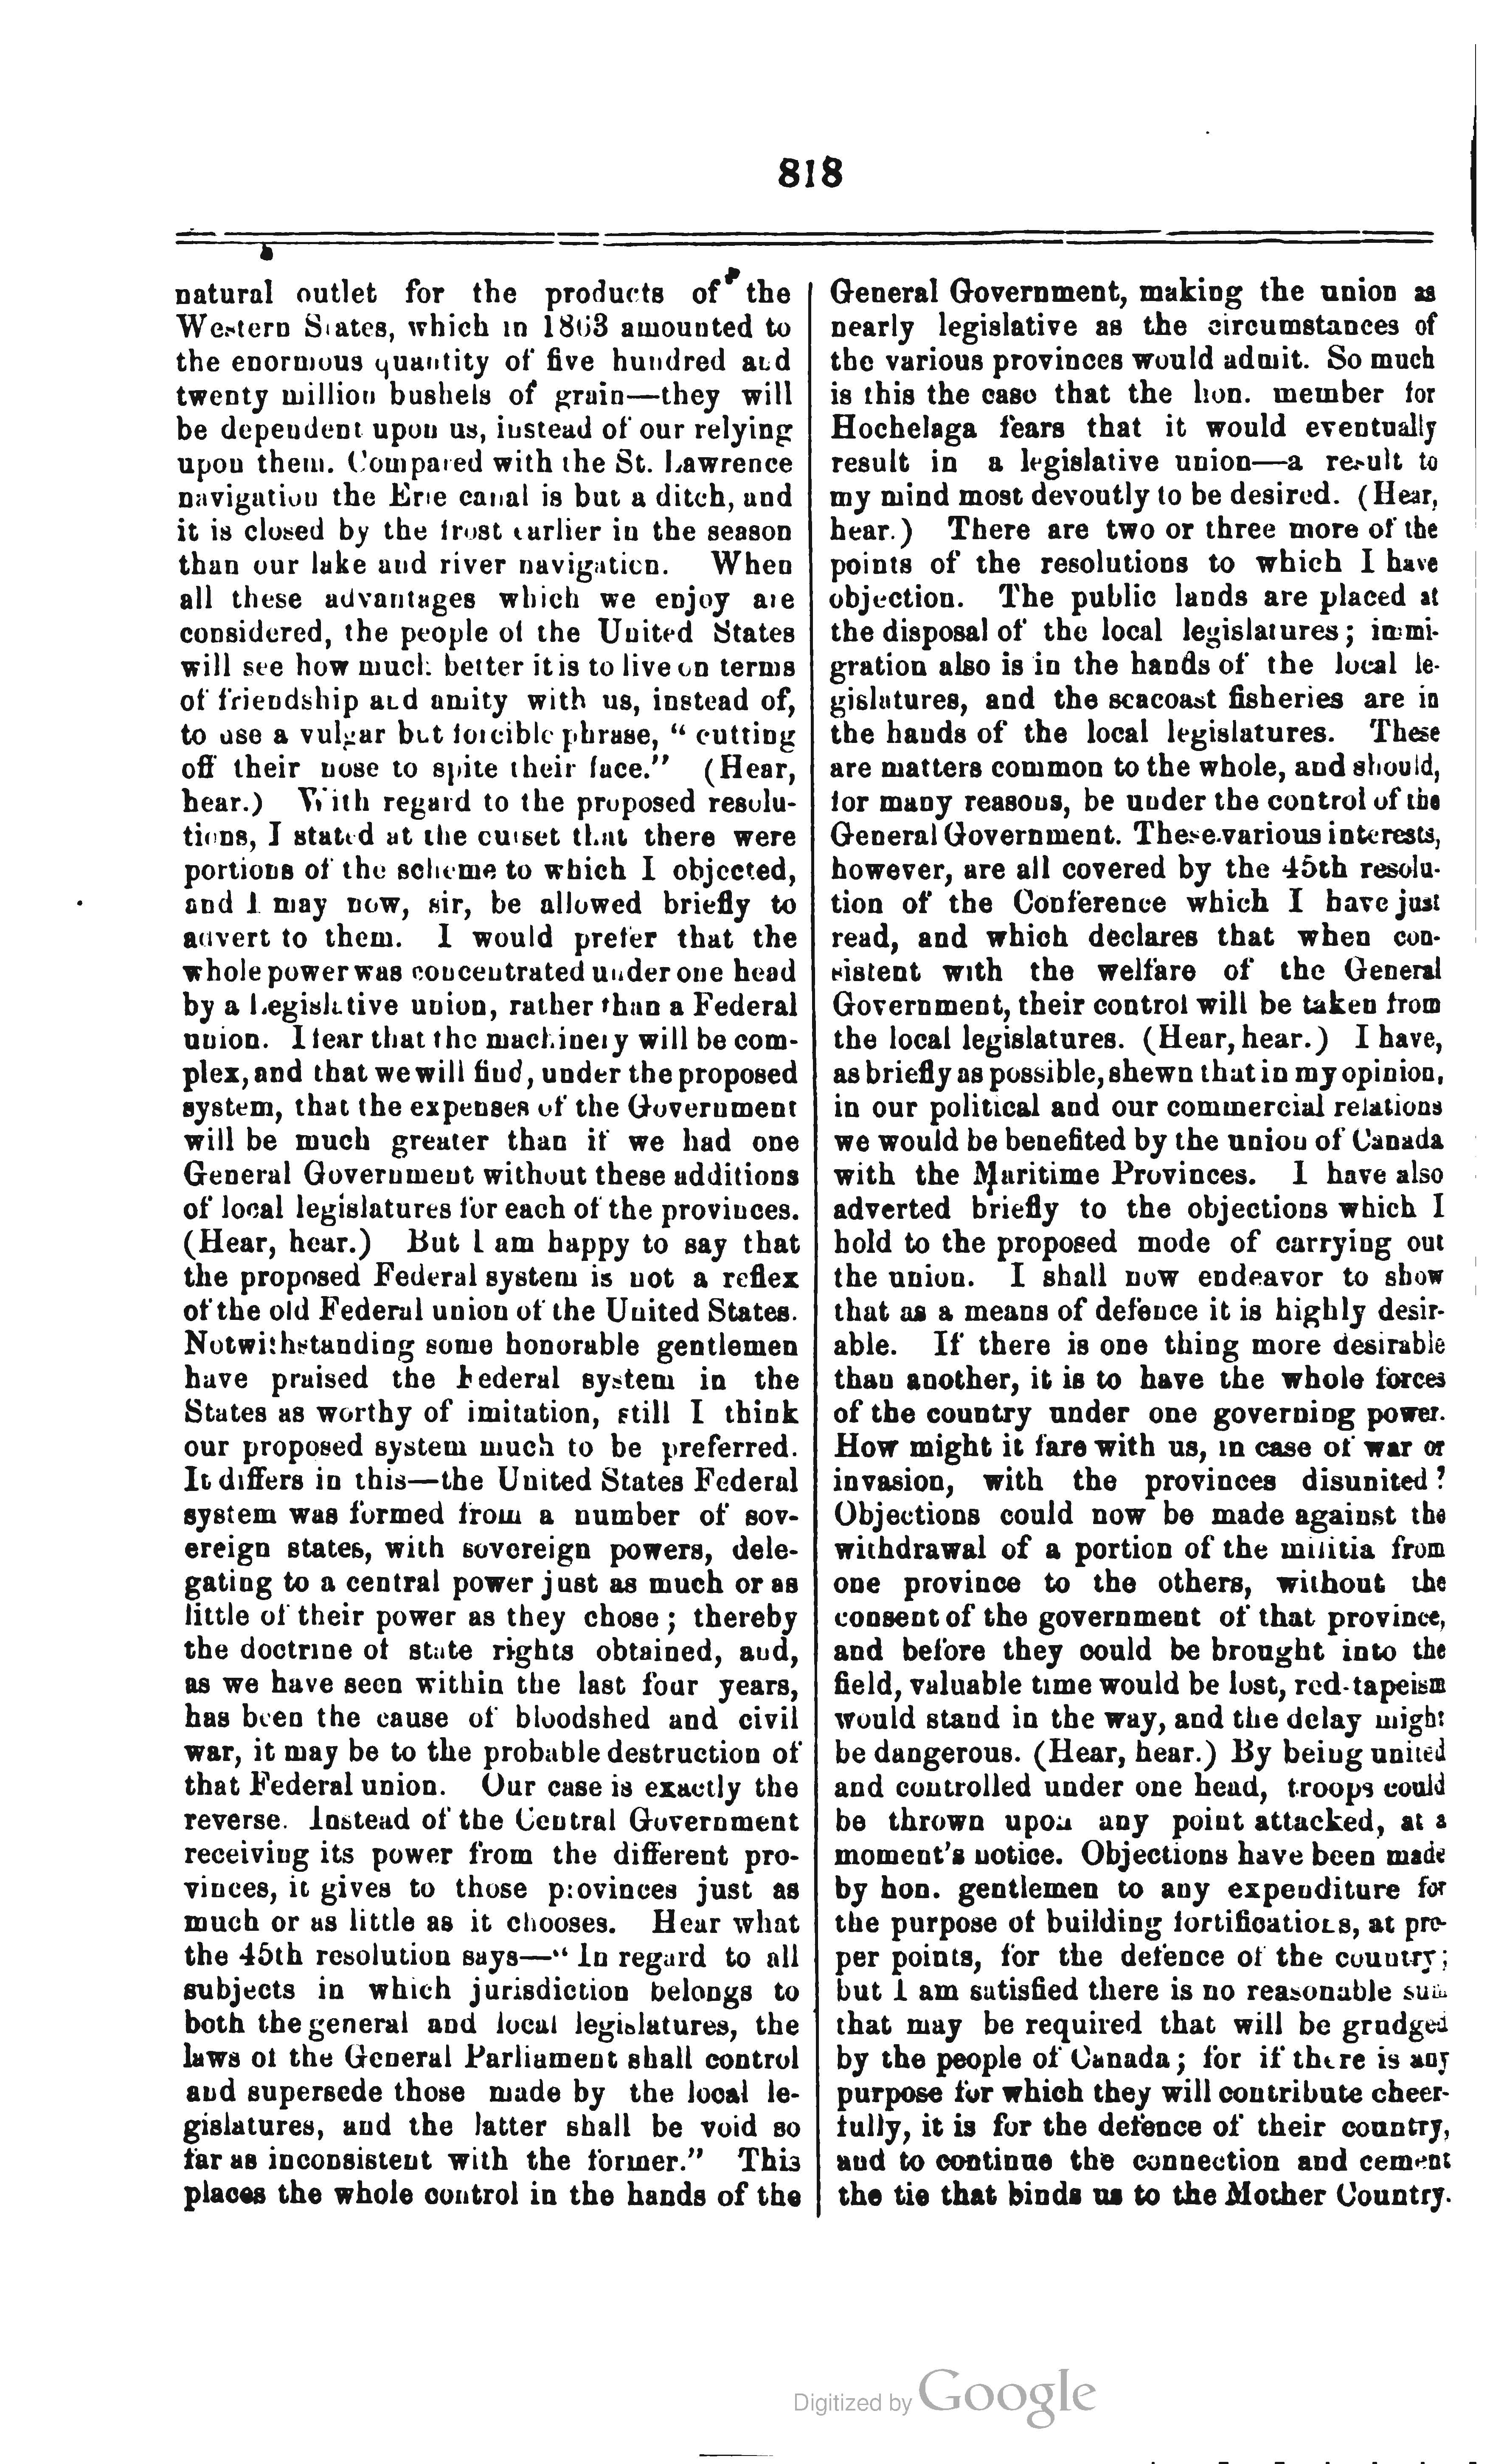 818
natural outlet for the products of the
Western States, which in 1863 amounted to
the enormous quantity of five hundred and
twenty million bushels of grain—they will
be dependent upon us, instead of our relying
upon them. Compared with the St. Lawrence
navigation the Erie canal is but a ditch, and
it is closed by the frost earlier in the season
than our lake and river navigation. When
all these advantages which we enjoy are
considered, the people of the United States
will see how much better it is to live on terms
of friendship and amity with us, instead of,
to use a vulgar but forcible phrase, "cutting
off their nose to spite their face." (Hear,
hear.) With regard to the proposed resolu-
tions, I stated at the outset that there were
portions of the scheme to which I objected,
and I may now, sir, be allowed briefly to
advert to them. I would prefer that the
whole power was concentrated under one head
by a Legislative union, rather than a Federal
union. I fear that the machinery will be com-
plex, and that we will find, under the proposed
system, that the expenses of the Government
will be much greater than if we had one
General Government without these additions
of local legislatures for each of the provinces.
(Hear, hear.) But I am happy to say that
the proposed Federal system is not a reflex
of the old Federal union of the United States.
Notwithstanding some honorable gentlemen
have praised the Federal system in the
States as worthy of imitation, still I think
our proposed system much to be preferred.
It differs in this—the United States Federal
system was formed from a number of sov-
ereign states, with sovereign powers, dele-
gating to a central power just as much or as
little of their power as they chose; thereby
the doctrine of state rights obtained, and,
as we have seen within the last four years,
has been the cause of bloodshed and civil
war, it may be to the probable destruction of
that Federal union. Our case is exactly the
reverse. Instead of the Central Government
receiving its power from the different pro-
vinces, it gives to those provinces just as
much or as little as it chooses. Hear what
the 45th resolution says—"In regard to all
subjects in which jurisdiction belongs to
both the general and local legislatures, the
laws of the General Parliament shall control
and supersede those made by the local le-
gislatures, and the latter shall be void so
far as inconsistent with the former." This
places the whole control in the hands of the
General Government, making the union as
nearly legislative as the circumstances of
the various provinces would admit. So much
is this the case that the hon. member for
Hochelaga fears that it would eventually
result in a legislative union—a result to
my mind most devoutly to be desired. (Hear,
hear.) There are two or three more of the
points of the resolutions to which I have
objection. The public lands are placed at
the disposal of the local legislatures; immi-
gration also is in the hands of the local le-
gislatures, and the seacoast fisheries are in
the hands of the local legislatures. These
are matters common to the whole, and should,
for many reasons, be under the control of the
General Government. These various interests,
however, are all covered by the 45th resolu-
tion of the Conference which I have just
read, and which declares that when con-
sistent with the welfare of the General
Government, their control will be taken from
the local legislatures. (Hear, hear.) I have,
as briefly as possible, shewn that in my opinion,
in our political and our commercial relations
we would be benefited by the union of Canada
with the Maritime Provinces. I have also
adverted briefly to the objections which I
hold to the proposed mode of carrying out
the union. I shall now endeavor to show
that as a means of defence it is highly desir-
able. If there is one thing more desirable
than another, it is to have the whole forces
of the country under one governing power.
How might it fare with us, in case of war or
invasion, with the provinces disunited?
Objections could now be made against the
withdrawal of a portion of the militia from
one province to the others, without the
consent of the government of that province,
and before they could be brought into the
field, valuable time would be lost, red-tapeism
would stand in the way, and the delay might
be dangerous. (Hear, hear.) By being united
and controlled under one head, troops could
be thrown upon any point attacked, at a
moment's notice. Objections have been made
by hon. gentlemen to any expenditure for
the purpose of building fortifications, at pro-
per points, for the defence of the country;
but I am satisfied there is no reasonable sum
that may be required that will be grudged
by the people of Canada; for if there is any
purpose for which they will contribute cheer-
fully, it is for the defence of their country,
and to continue the connection and cement
the tie that binds us to the Mother Country.
Digitized by Google